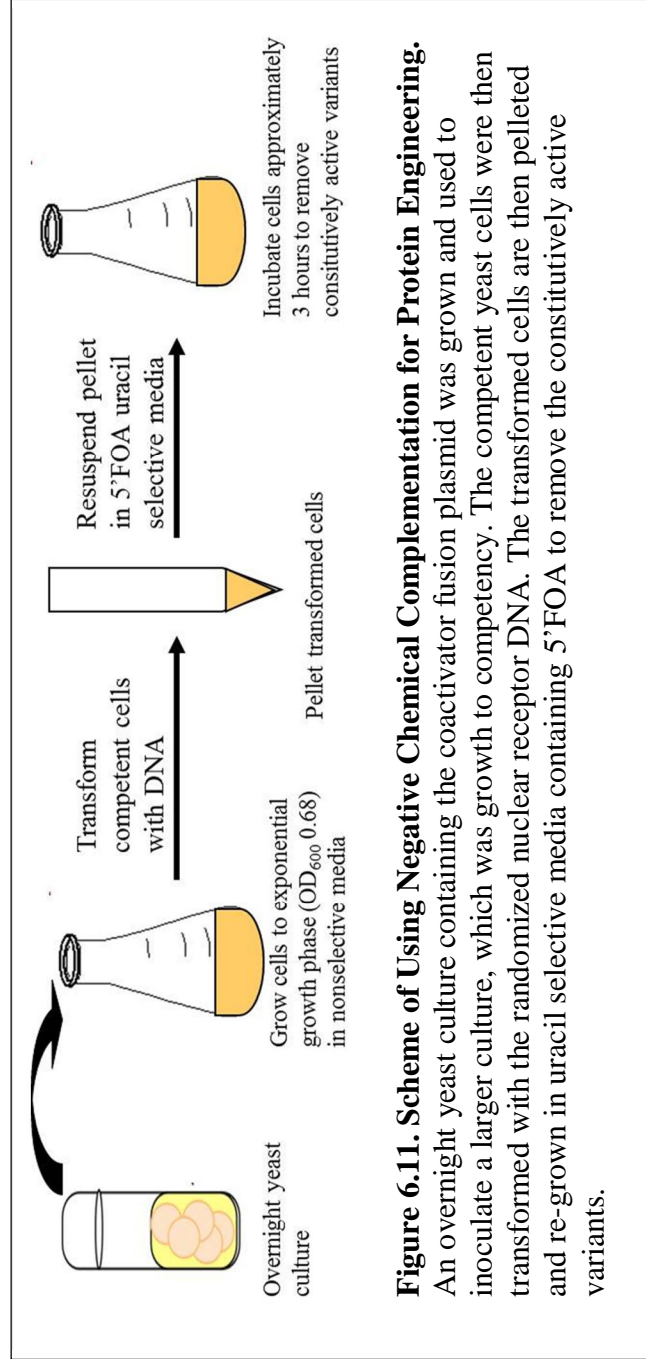 Overnight yeast
culture
Grow cells to exponential
growth phase (OD600 0.68)
in nonselective media
Transform
competent cells
with DNA
Pellet transformed cells
Resuspend pellet
in 5’FOA uracil
selective media
Incubate cells approximately
3 hours to remove
consitutively active variants
Figure 6.11. Scheme of Using Negative Chemical Complementation for Protein Engineering.
An overnight yeast culture containing the coactivator fusion plasmid was grown and used to
inoculate a larger culture, which was growth to competency. The competent yeast cells were then
transformed with the randomized nuclear receptor DNA. The transformed cells are then pelleted
and re-grown in uracil selective media containing 5’FOA to remove the constitutively active
variants.